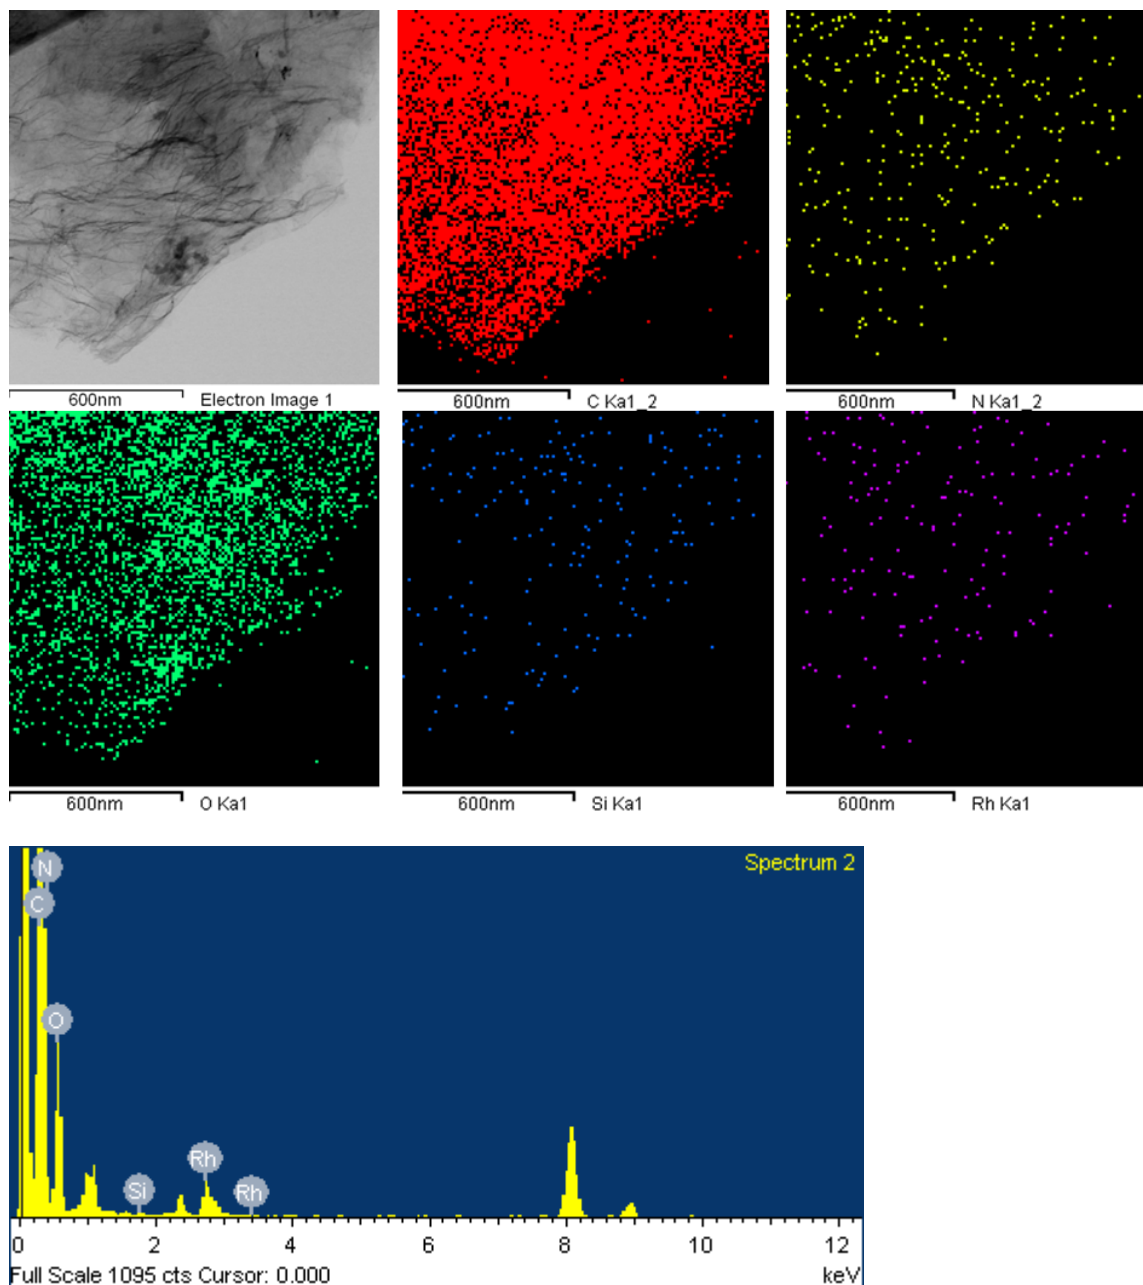 600nm Electron Image 1
600nm C Ka1_2
600nm N Ka1_2
600nm O Ka1
600nm Si Ka1
600nm Rh Ka1
Spectrum 2
N
C
O
Si
Rh
Rh
0 2 4 6 8 10 12
Full Scale 1095 cts Cursor: 0.000 keV